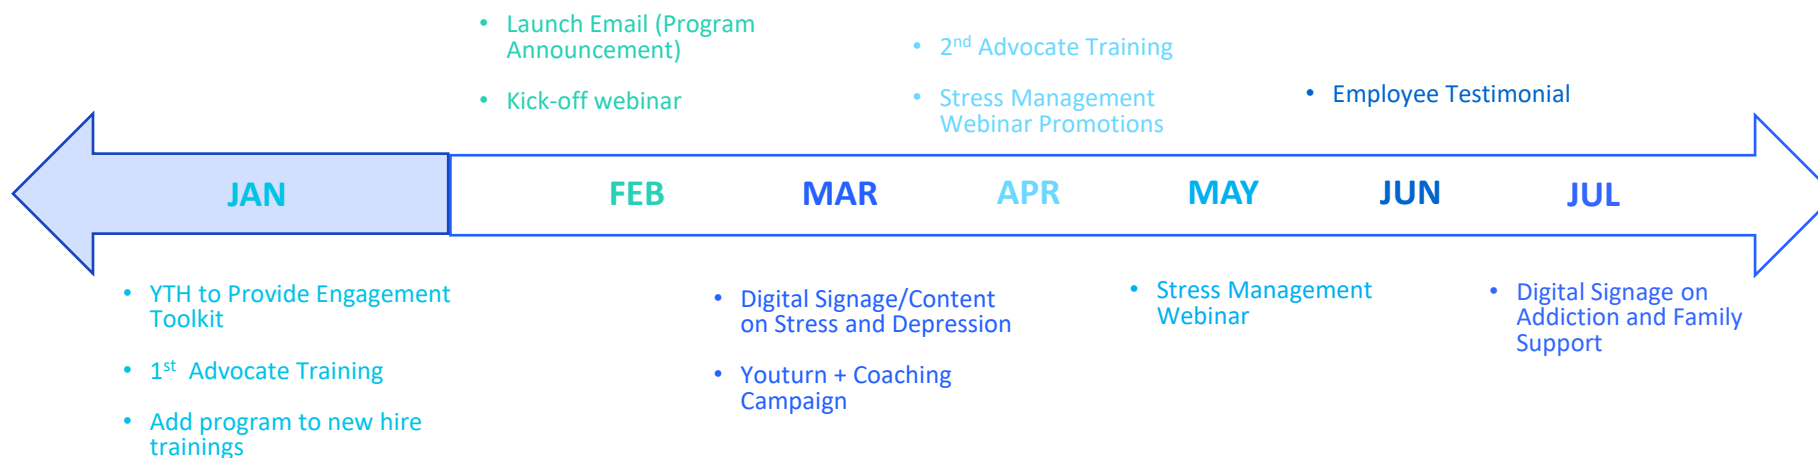 • Launch Email (Program
Announcement)
• Kick-off webinar
• 2nd Advocate Training
• Stress Management
Webinar Promotions
• Employee Testimonial
JAN
FEB
MAR
APR
MAY
JUN
JUL
• YTH to Provide Engagement
Toolkit
• 1st Advocate Training
• Add program to new hire
trainings
• Digital Signage/Content
on Stress and Depression
• Youturn + Coaching
Campaign
• Stress Management
Webinar
• Digital Signage on
Addiction and Family
Support